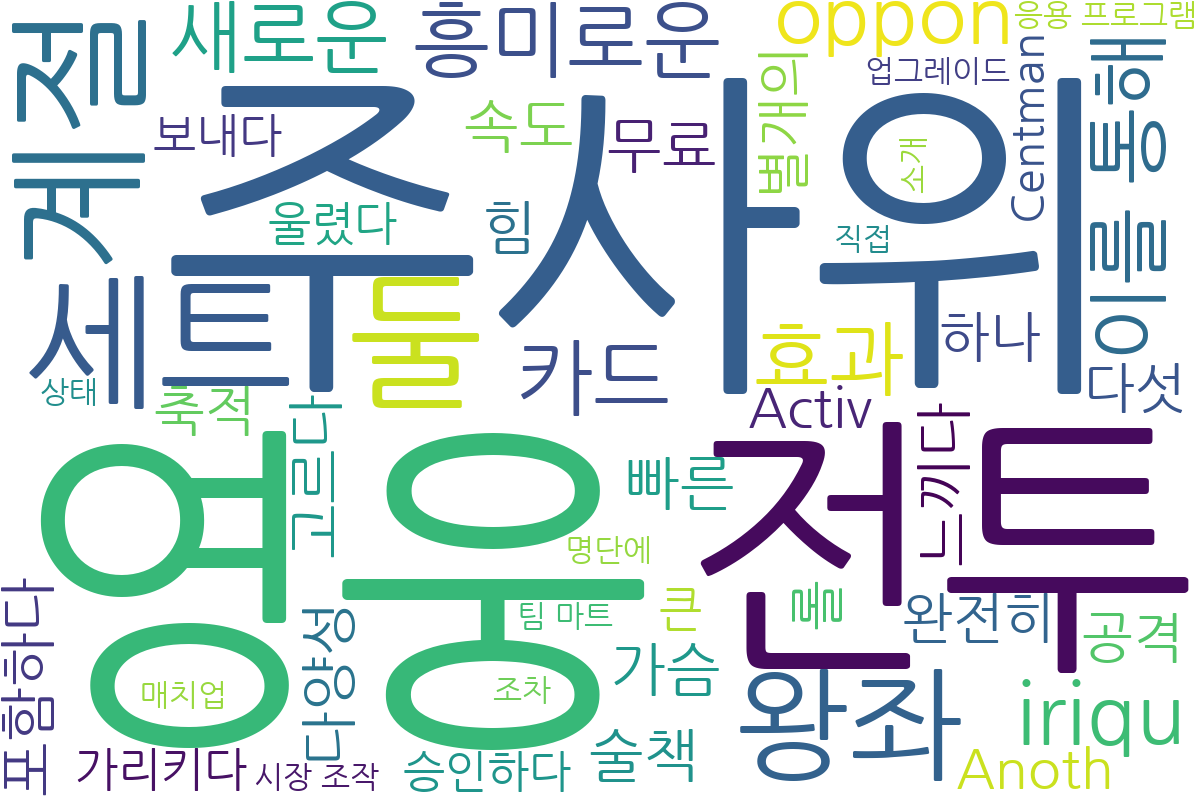 새로운
흥미로운
oppon
응용 프로그램
계절
주사위
업그레이드
Centman
이를 통해
보내다
속도
무료
별개의
소개
울렸다
힘
직접
세트
둘
카드
효과
하나
다섯
상태
축적
고르다
Activ
영웅
빠른
전투
느끼다
명단에
포함하다
다양성
팀 마트
큰
롤
완전히
공격
가슴
매치업
조차
왕좌
iriqu
가리키다
시장 조작
승인하다
술책
Anoth